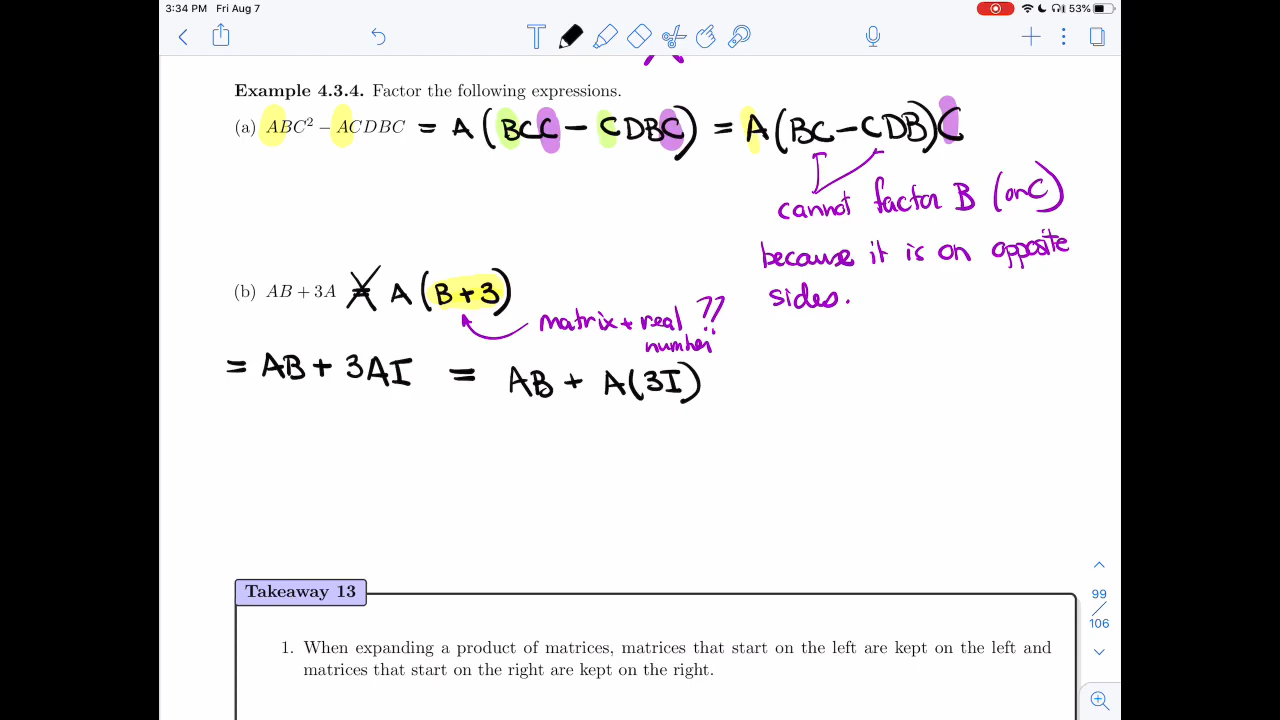 3:34 PM Fri Aug 7
53%
Example 4.3.4. Factor the following expressions.
(a) ABC² − ACDBC = A (BCC − CDBC) = A (BC − CDB) C
cannot factor B (or C)
because it is on opposite
sides.
(b) AB + 3A = A (B + 3)
matrix + real ??
number
= AB + 3AI = AB + A(3I)
Takeaway 13
1. When expanding a product of matrices, matrices that start on the left are kept on the left and
matrices that start on the right are kept on the right.
99
106